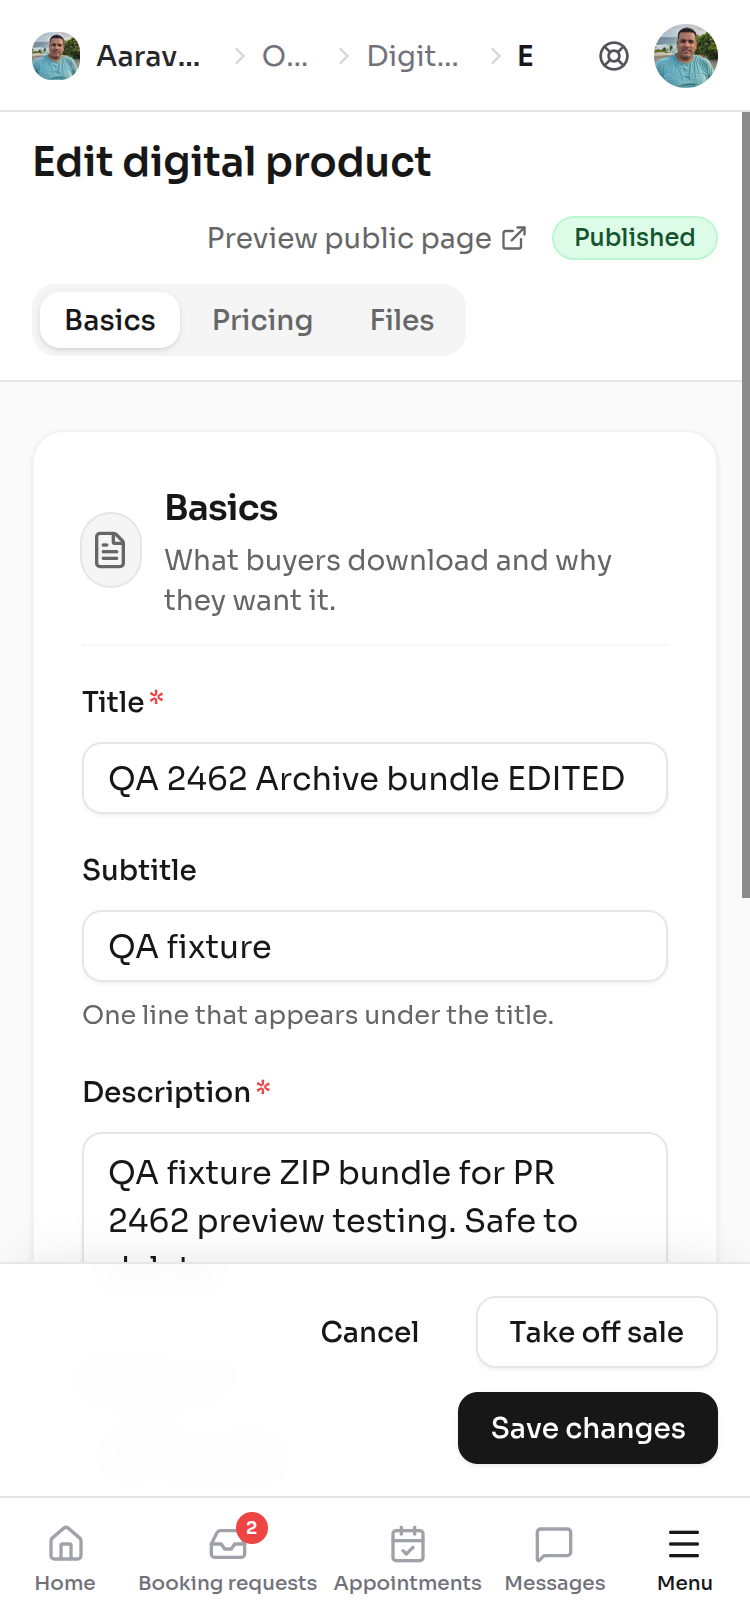 Aarav...
O...
Digit...
E
Edit digital product
Preview public page
Published
Basics
Pricing
Files
Basics
What buyers download and why
they want it.
Title *
QA 2462 Archive bundle EDITED
Subtitle
QA fixture
One line that appears under the title.
Description *
QA fixture ZIP bundle for PR
2462 preview testing. Safe to
Cancel
Take off sale
Save changes
2
Home
Booking requests
Appointments
Messages
Menu